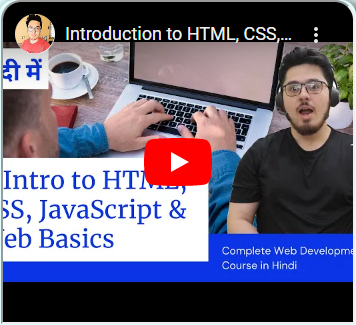 Introduction to HTML, CSS,...
दी में
Intro to HTML,
SS, JavaScript &
eb Basics
Complete Web Developme
Course in Hindi